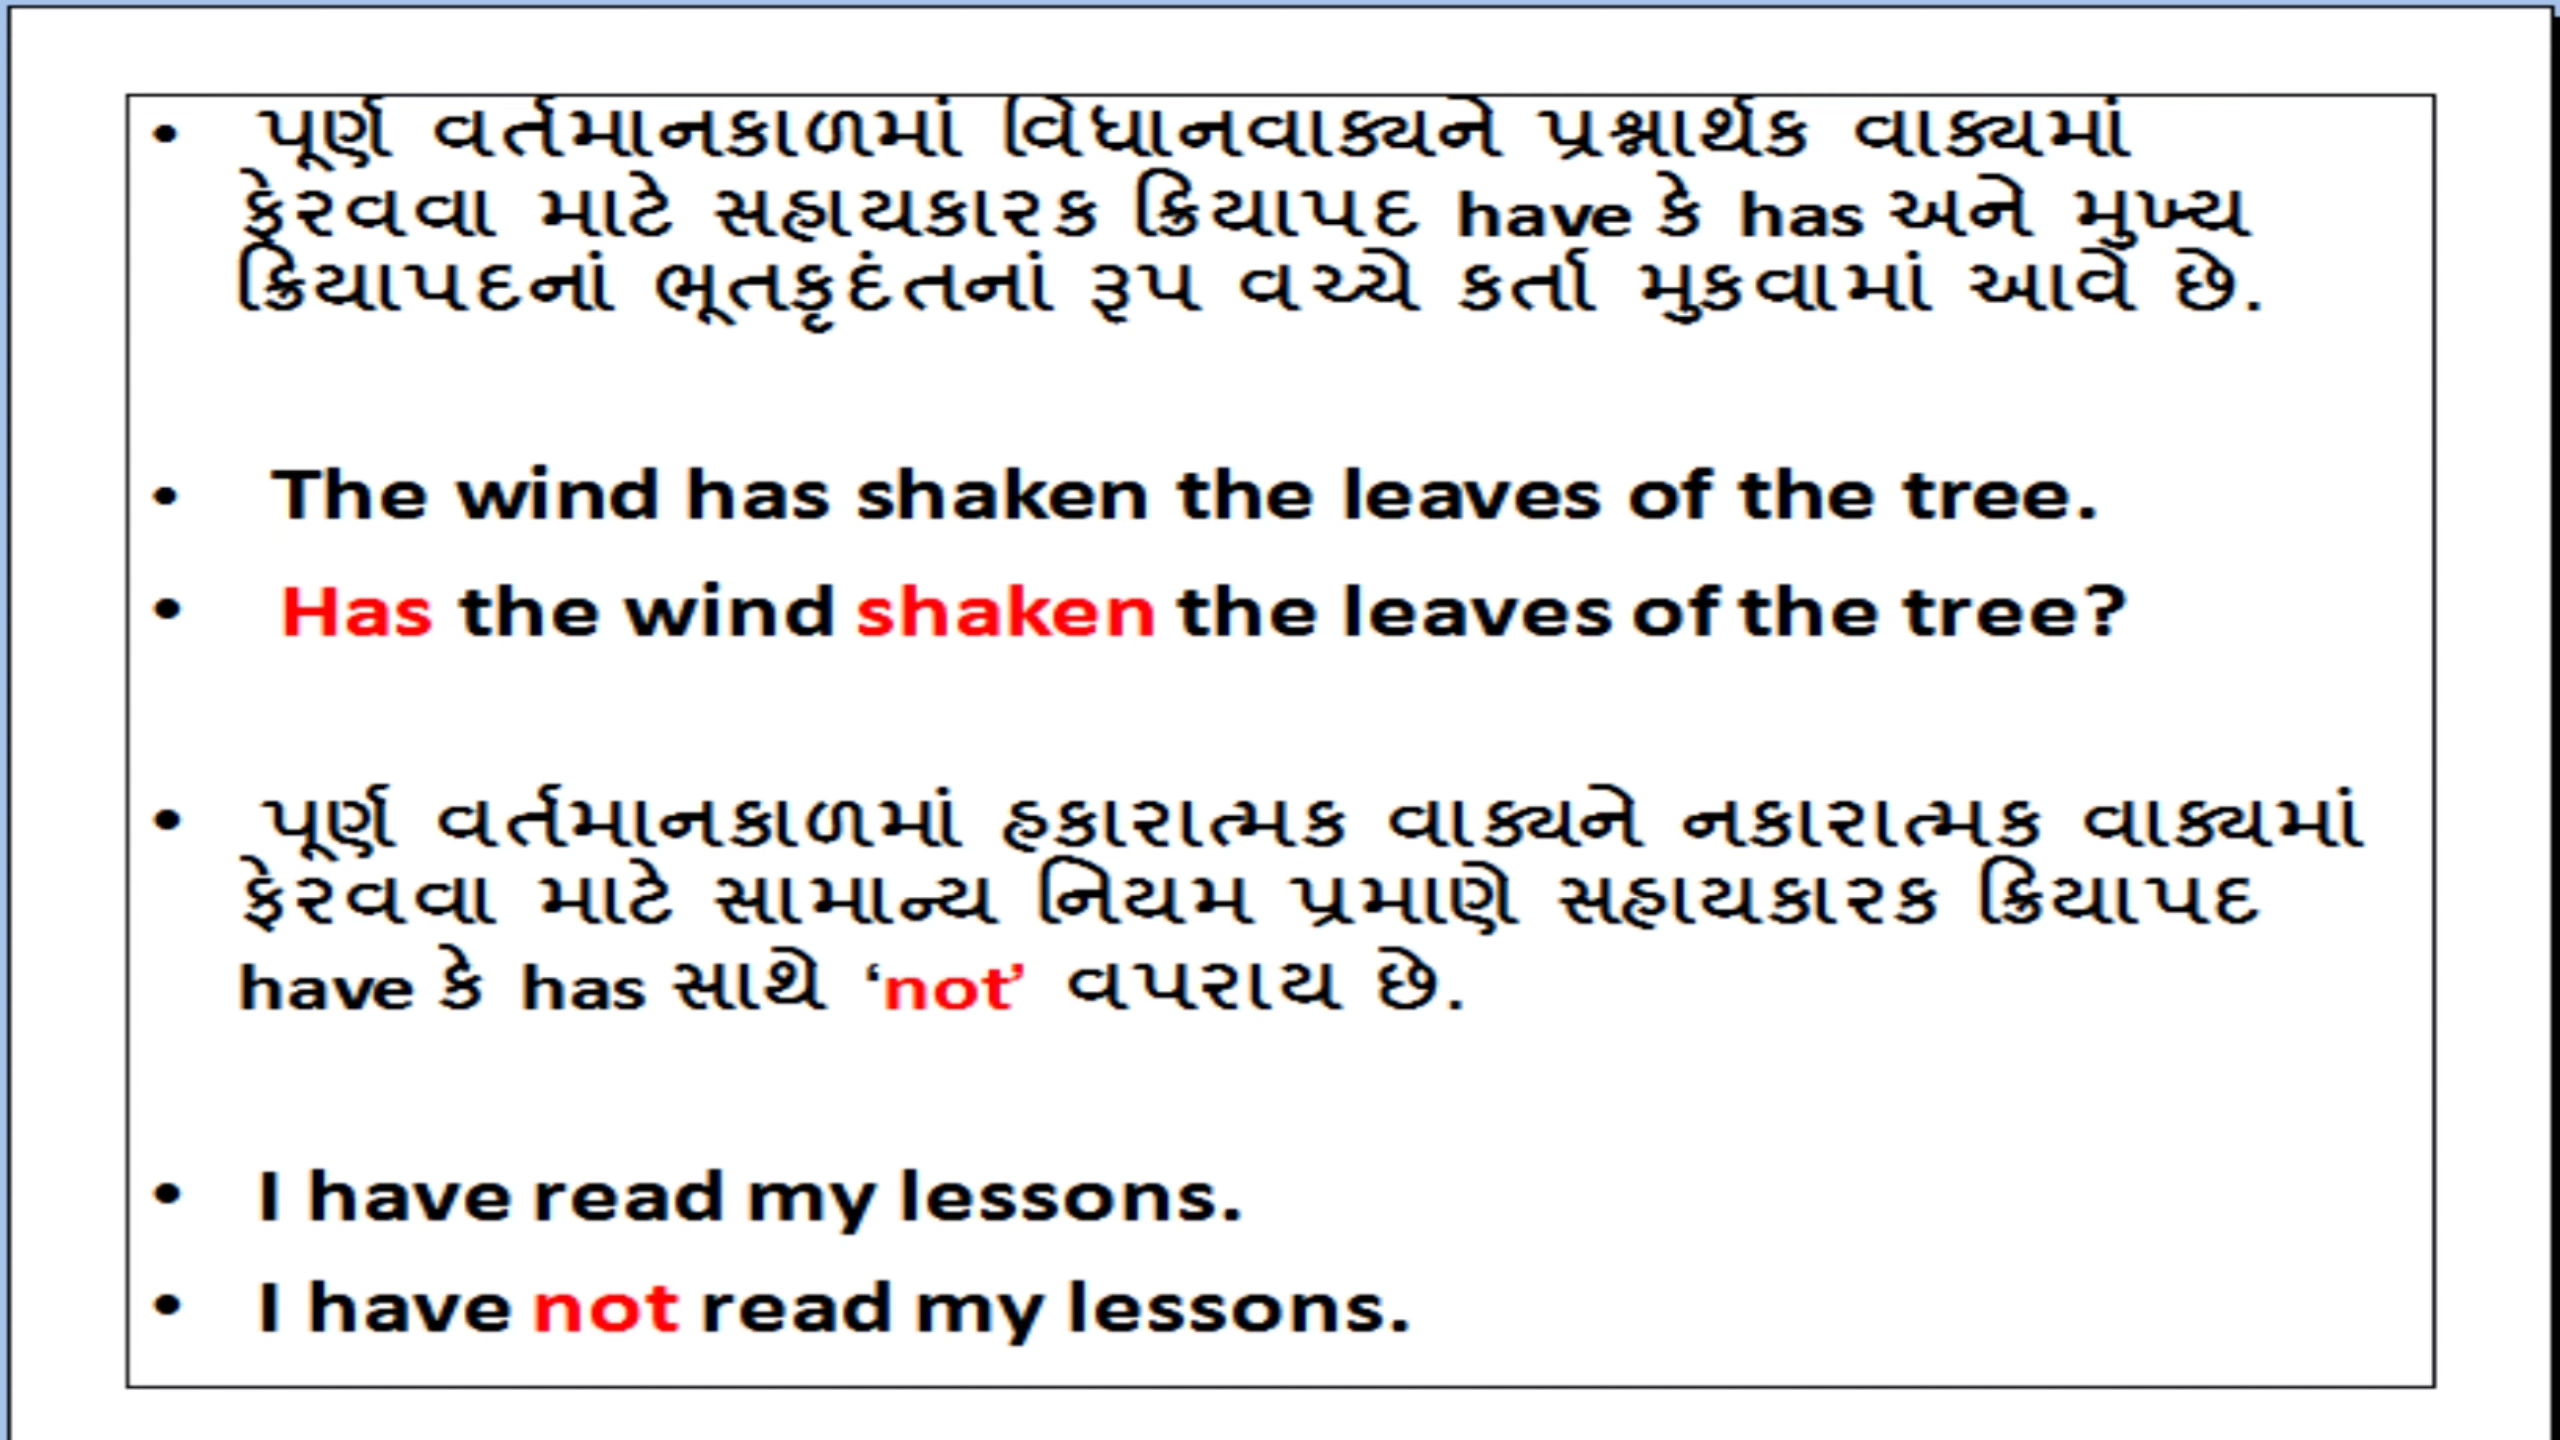 • પૂર્ણ વર્તમાનકાળમાં વિધાનવાક્યને પ્રશ્નાર્થક વાક્યમાં
ફેરવવા માટે સહાયકારક ક્રિયાપદ have કે has અને મુખ્ય
ક્રિયાપદનાં ભૂતકૃદંતનાં રૂપ વચ્ચે કર્તા મુકવામાં આવે છે.
• The wind has shaken the leaves of the tree.
• Has the wind shaken the leaves of the tree?
• પૂર્ણ વર્તમાનકાળમાં હકારાત્મક વાક્યને નકારાત્મક વાક્યમાં
ફેરવવા માટે સામાન્ય નિયમ પ્રમાણે સહાયકારક ક્રિયાપદ
have કે has સાથે ‘not’ વપરાય છે.
• I have read my lessons.
• I have not read my lessons.